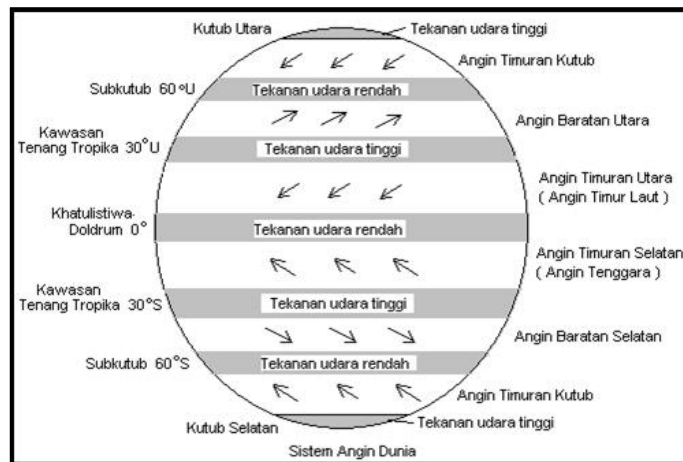 Kutub Utara
Tekanan udara tinggi
Angin Timuran Kutub
Subkutub 60°U
Tekanan udara rendah
Angin Baratan Utara
Kawasan
Tenang Tropika 30°U
Tekanan udara tinggi
Angin Timuran Utara
( Angin Timur Laut )
Khatulistiwa-
Doldrum 0°
Tekanan udara rendah
Angin Timuran Selatan
( Angin Tenggara )
Kawasan
Tenang Tropika 30°S
Tekanan udara tinggi
Angin Baratan Selatan
Subkutub 60°S
Tekanan udara rendah
Angin Timuran Kutub
Kutub Selatan
Tekanan udara tinggi
Sistem Angin Dunia